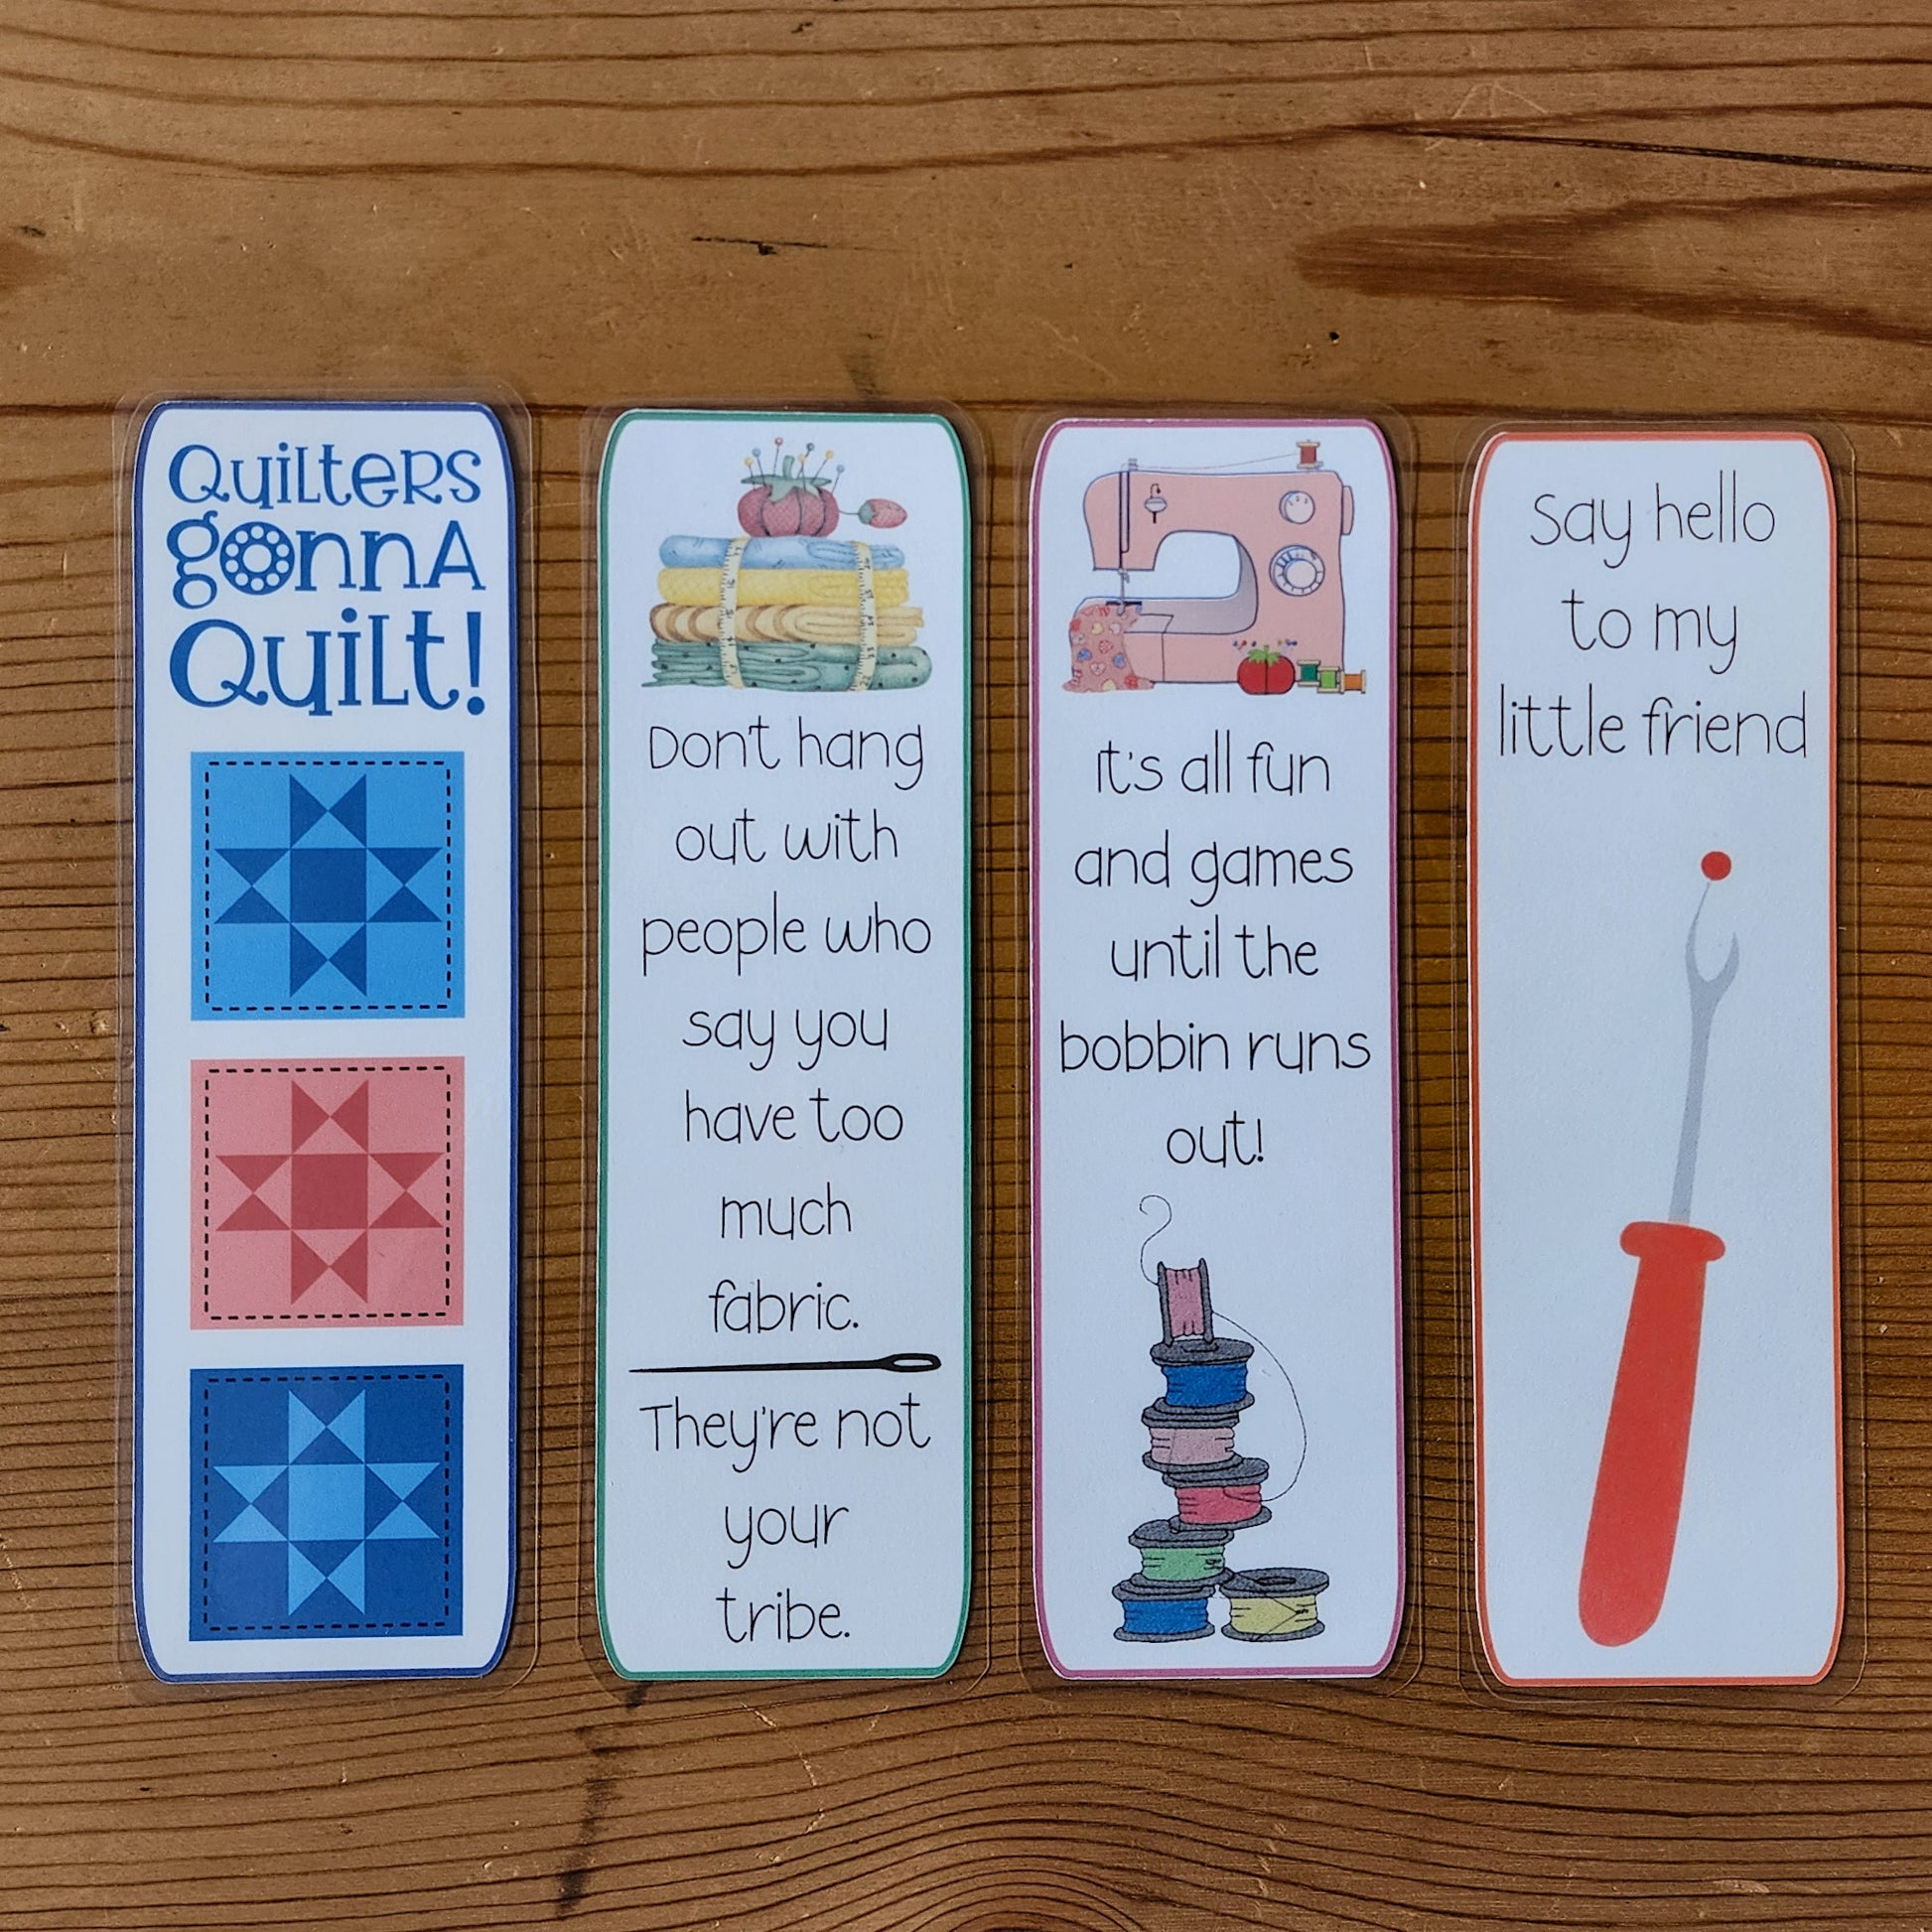 Quilters
gonna
Quilt!
Don't hang
out with
people who
say you
have too
much
fabric.
They're not
your
tribe.
It's all fun
and games
until the
bobbin runs
out!
Say hello
to my
little friend